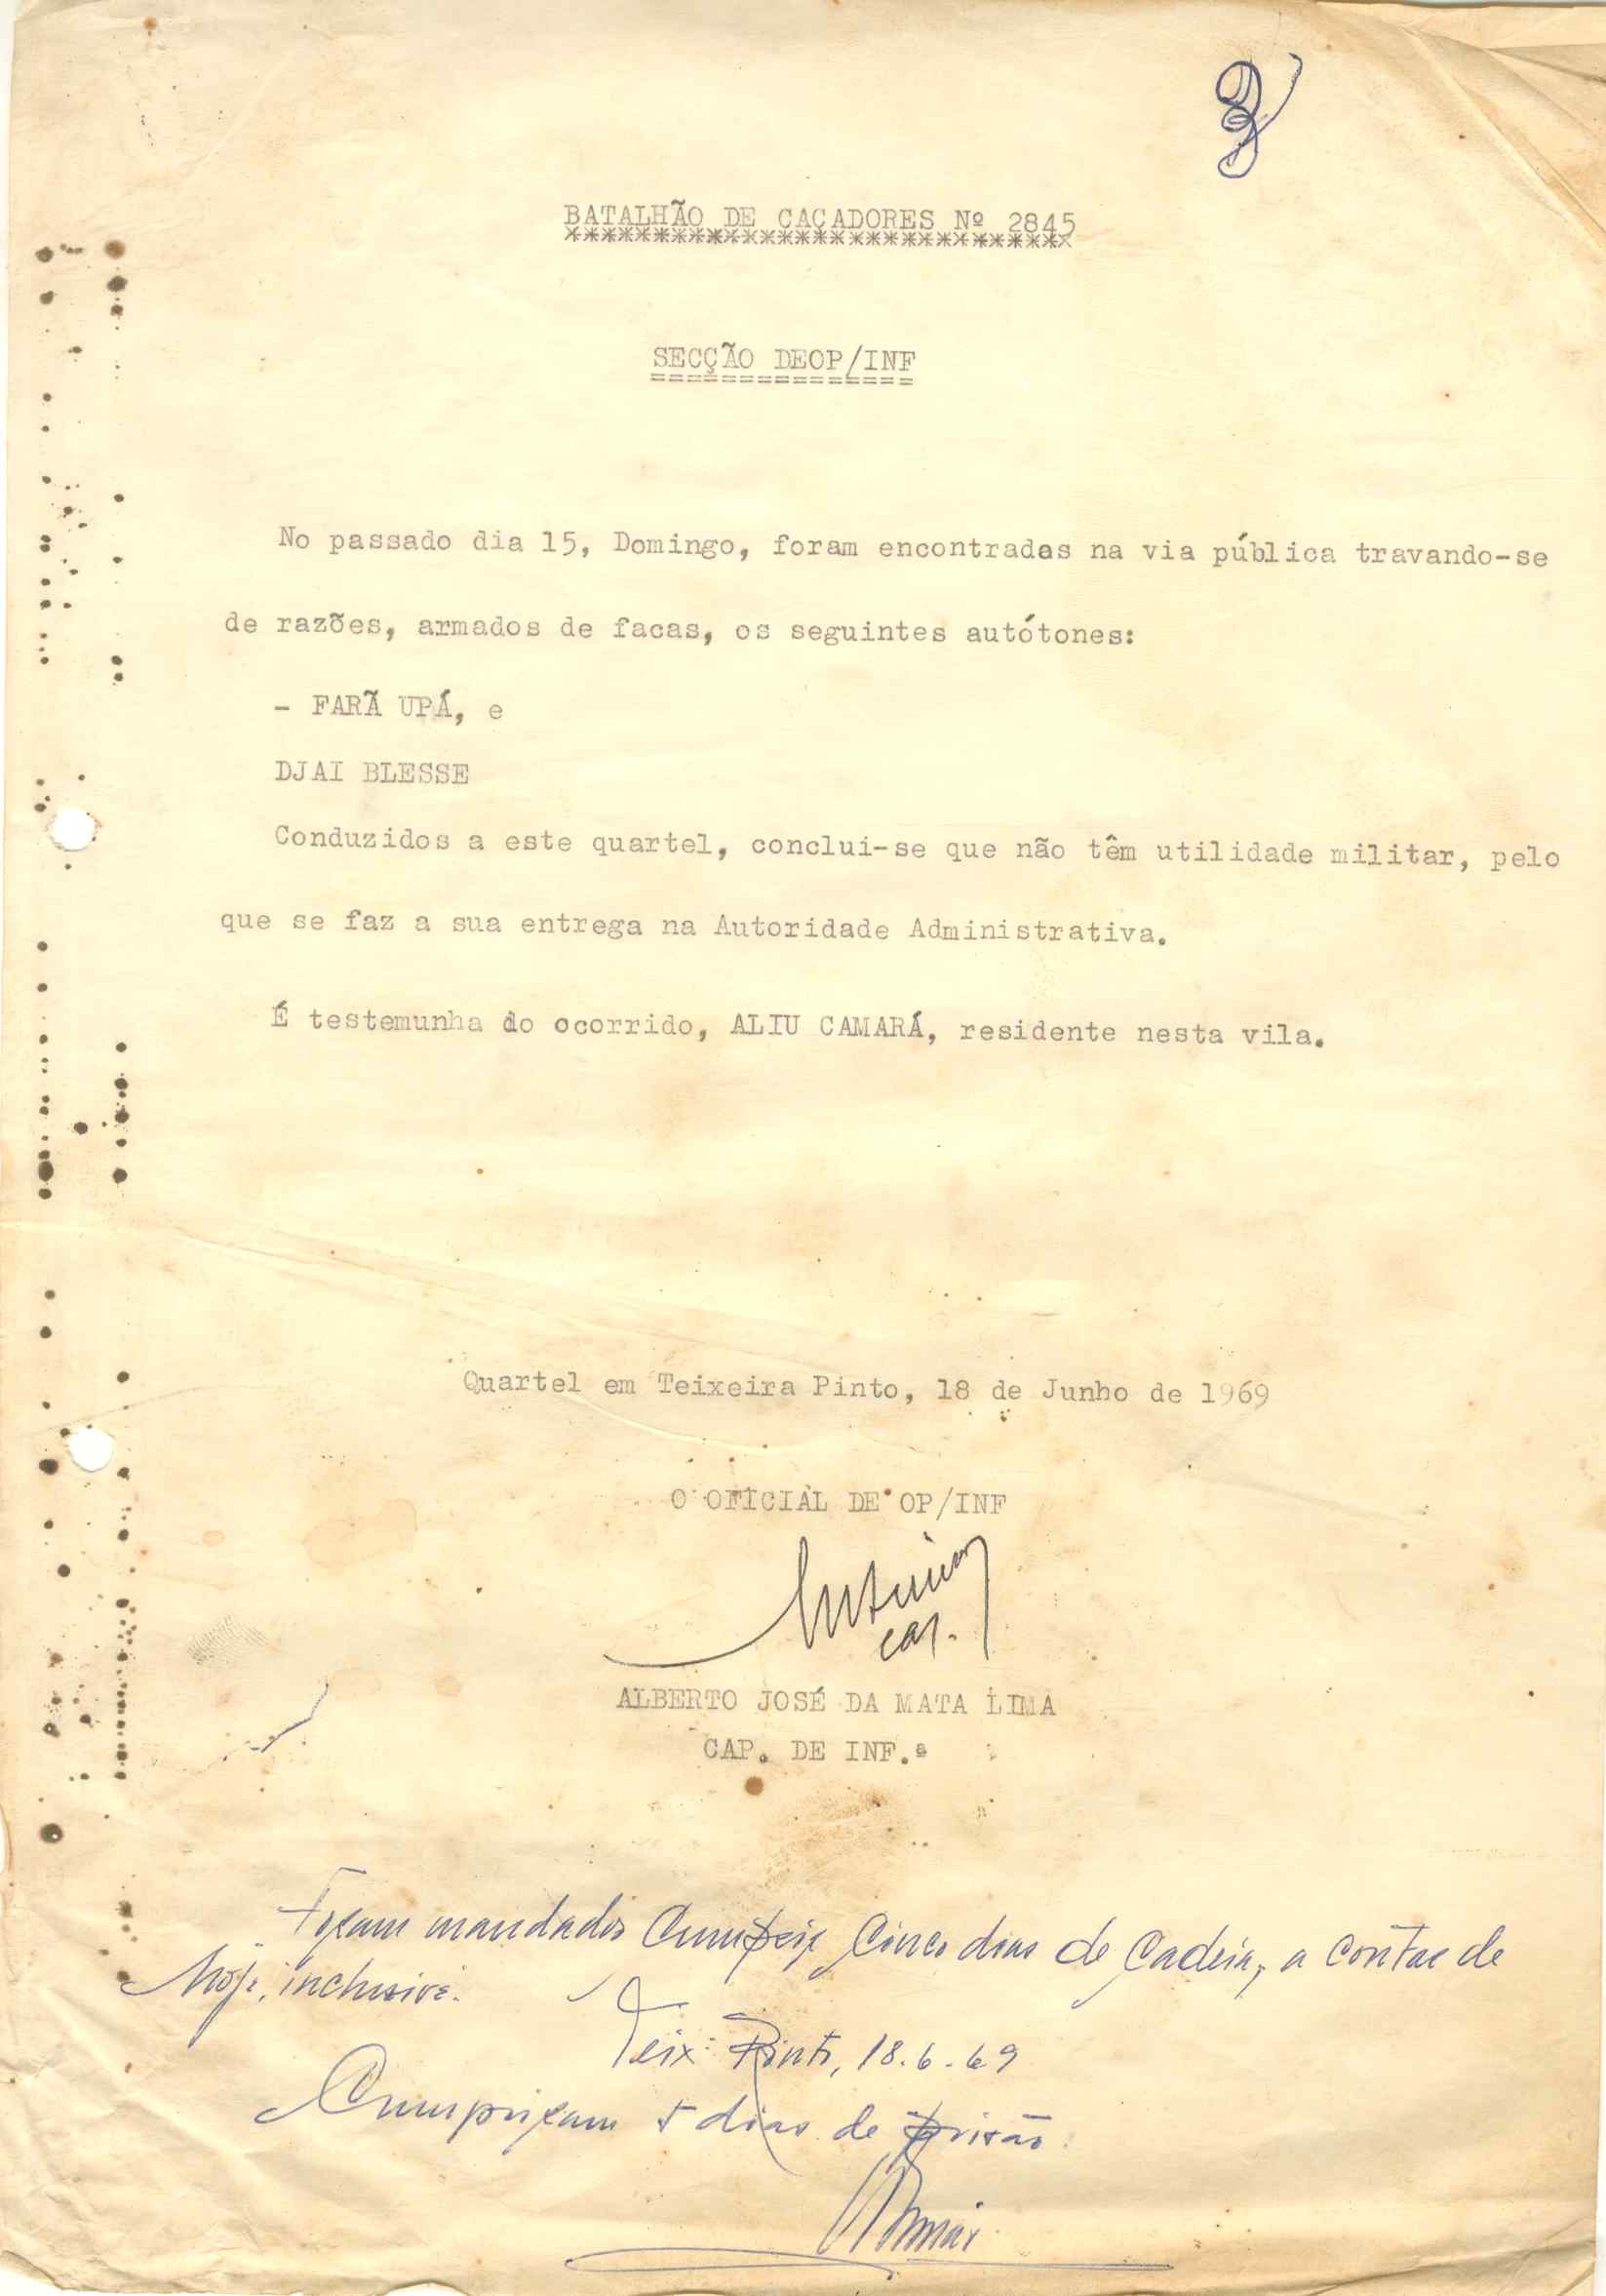 BATALHÃO DE CAÇADORES Nº 2845
*****************************
SECÇÃO DEOP/INF
===============
No passado dia 15, Domingo, foram encontrados na via pública travando-se
de razões, armados de facas, os seguintes autótones:
- FARÃ UPÁ, e
DJAI BLESSE
Conduzidos a este quartel, conclui-se que não têm utilidade militar, pelo
que se faz a sua entrega na Autoridade Administrativa.
É testemunha do ocorrido, ALIU CAMARÁ, residente nesta vila.
Quartel em Teixeira Pinto, 18 de Junho de 1969
O OFICIAL DE OP/INF
cap.
ALBERTO JOSÉ DA MATA LIMA
CAP. DE INF.ª
Foram mandados Cumprir Cinco dias de Cadeia, a contar de
hoje, inclusivé.
Teix: Pinto, 18.6.69
Cumpriram 5 dias de prisão.